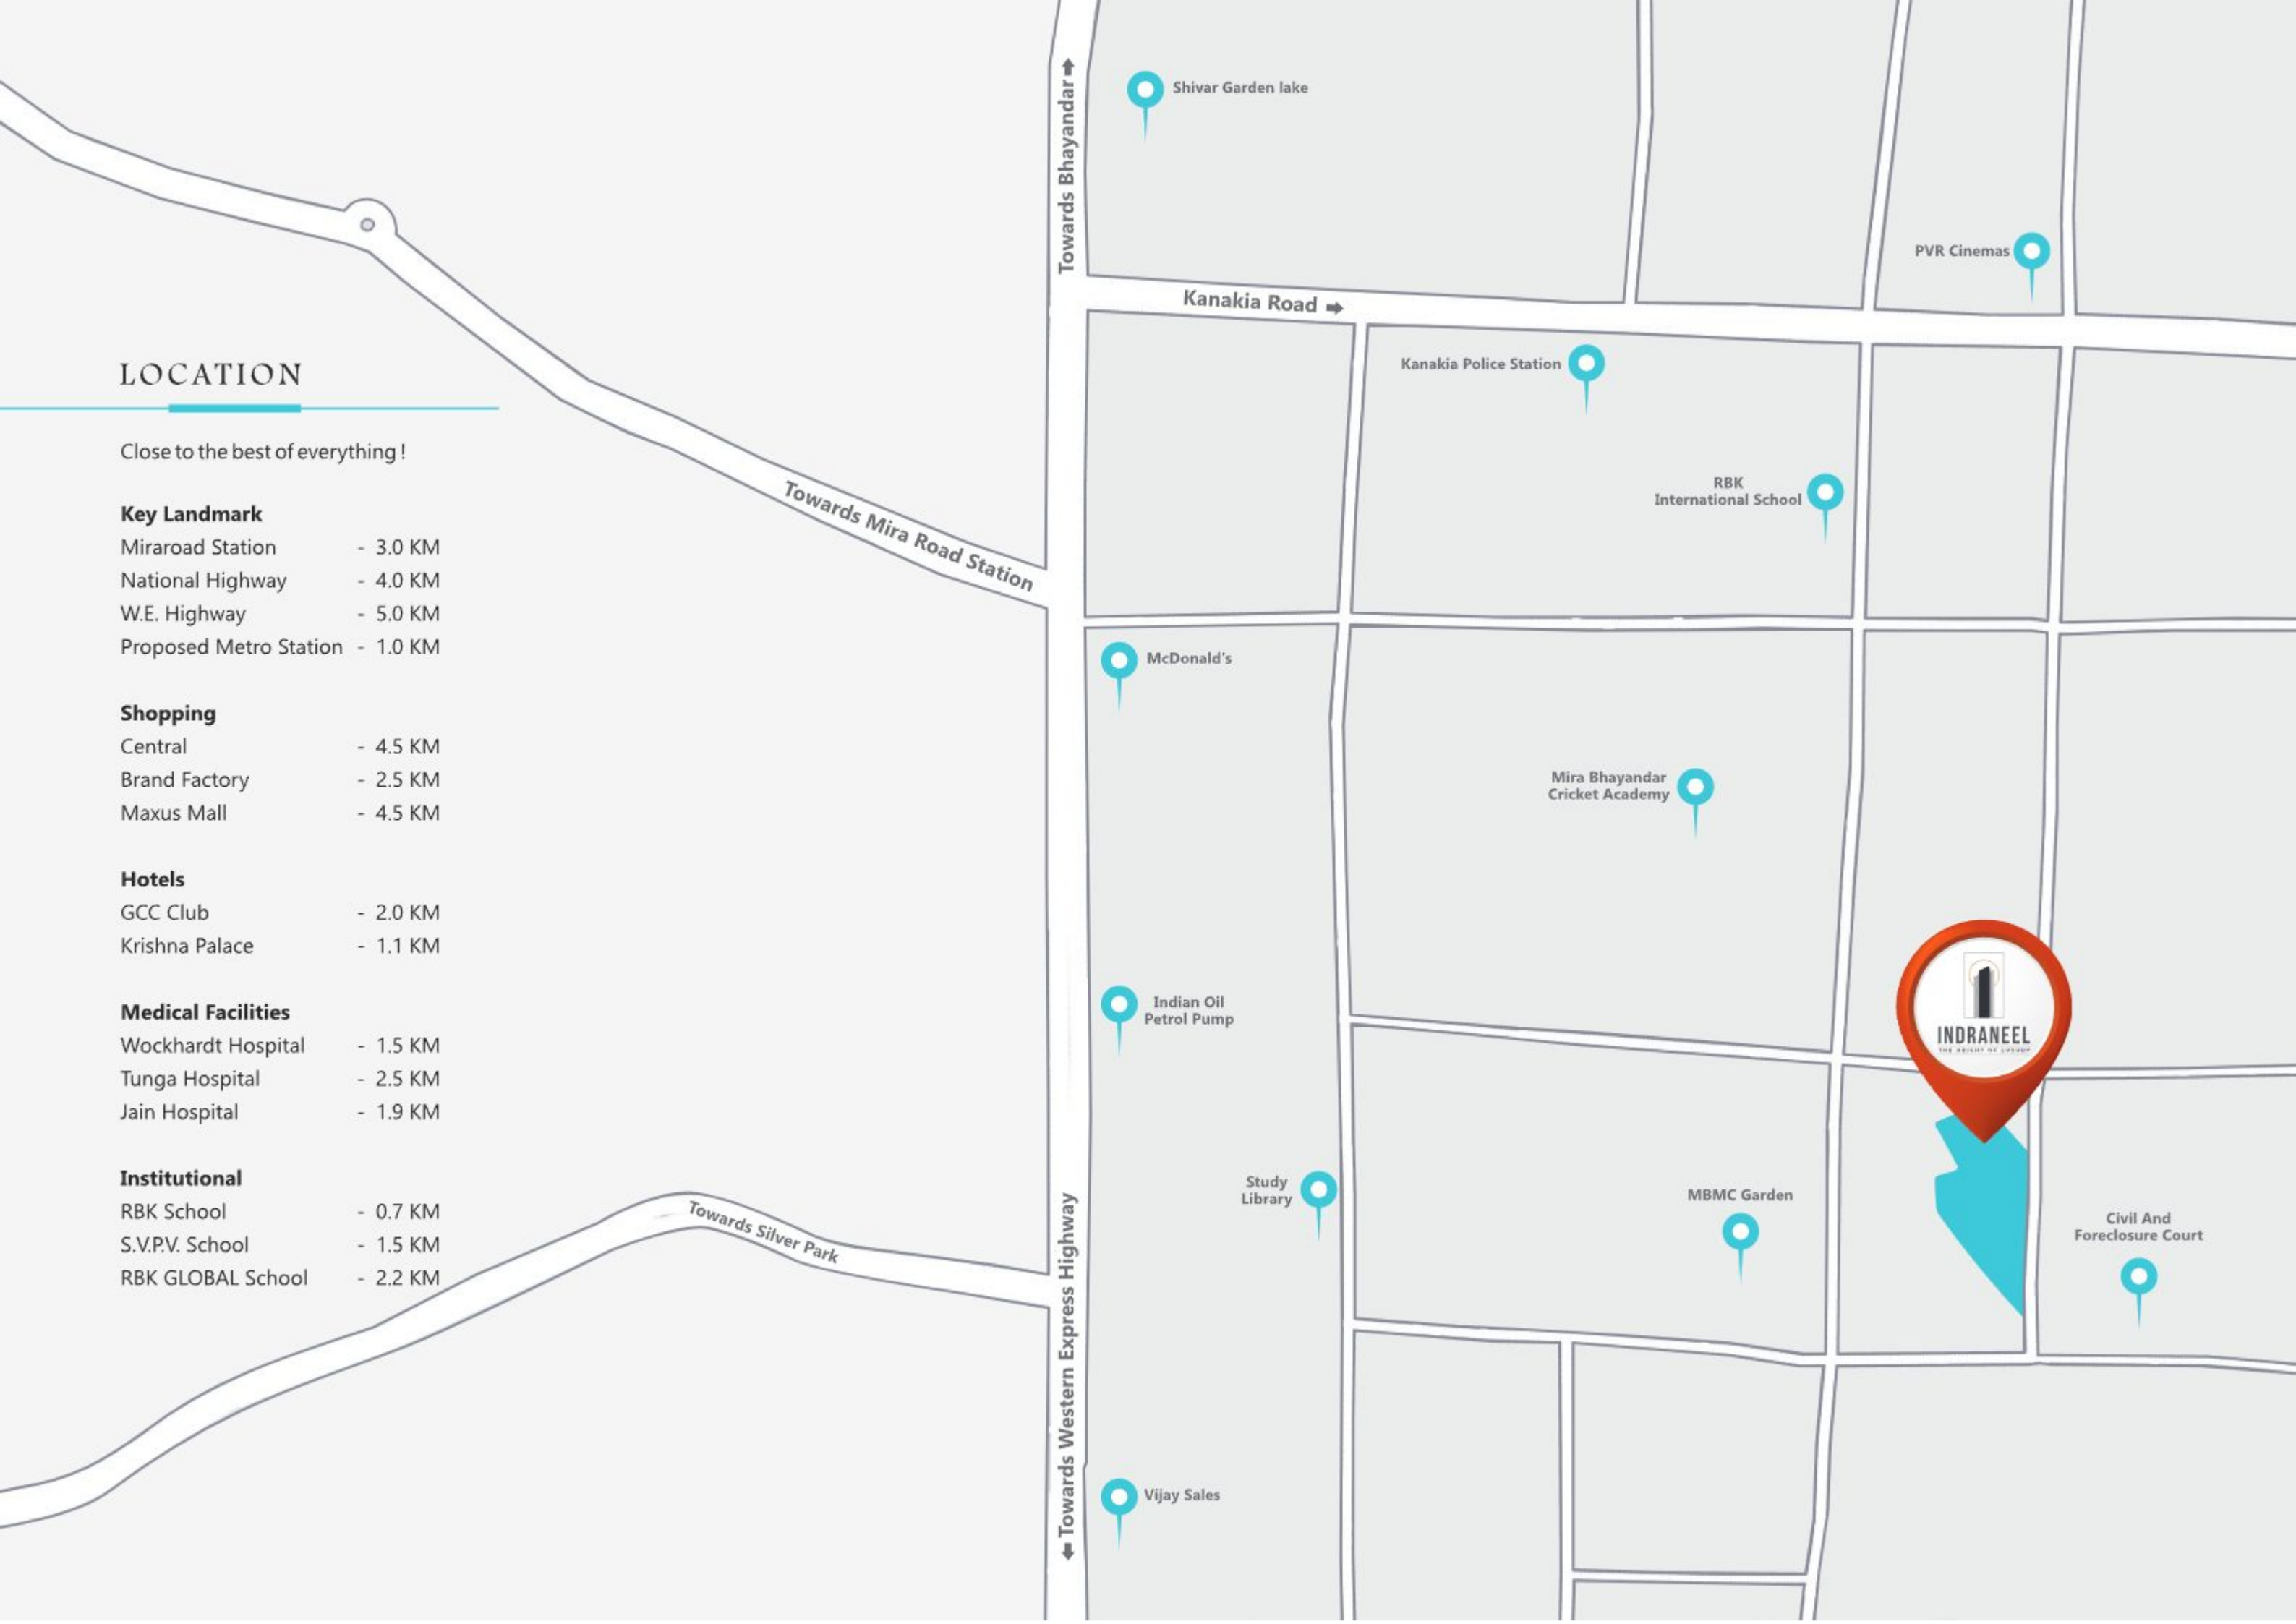 LOCATION
Close to the best of everything !
Key Landmark
Miraroad Station - 3.0 KM
National Highway - 4.0 KM
W.E. Highway - 5.0 KM
Proposed Metro Station - 1.0 KM
Shopping
Central - 4.5 KM
Brand Factory - 2.5 KM
Maxus Mall - 4.5 KM
Hotels
GCC Club - 2.0 KM
Krishna Palace - 1.1 KM
Medical Facilities
Wockhardt Hospital - 1.5 KM
Tunga Hospital - 2.5 KM
Jain Hospital - 1.9 KM
Institutional
RBK School - 0.7 KM
S.V.P.V. School - 1.5 KM
RBK GLOBAL School - 2.2 KM
Towards Bhayandar
Shivar Garden lake
PVR Cinemas
Kanakia Road
Kanakia Police Station
RBK
International School
Towards Mira Road Station
McDonald's
Mira Bhayandar
Cricket Academy
Indian Oil
Petrol Pump
INDRANEEL
THE HEIGHT OF LUXURY
Study
Library
MBMC Garden
Civil And
Foreclosure Court
Towards Silver Park
Towards Western Express Highway
Vijay Sales